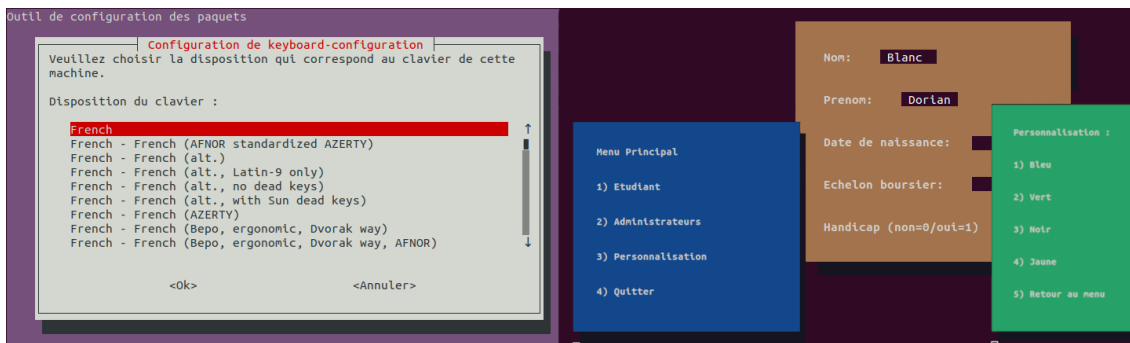 Outil de configuration des paquets
Configuration de keyboard-configuration
Veuillez choisir la disposition qui correspond au clavier de cette
machine.
Disposition du clavier :
French
French - French (AFNOR standardized AZERTY)
French - French (alt.)
French - French (alt., Latin-9 only)
French - French (alt., no dead keys)
French - French (alt., with Sun dead keys)
French - French (AZERTY)
French - French (Bepo, ergonomic, Dvorak way)
French - French (Bepo, ergonomic, Dvorak way, AFNOR)
<Ok> <Annuler>
Menu Principal
1) Etudiant
2) Administrateurs
3) Personnalisation
4) Quitter
Nom: Blanc
Prenom: Dorian
Date de naissance:
Echelon boursier:
Handicap (non=0/oui=1)
Personnalisation :
1) Bleu
2) Vert
3) Noir
4) Jaune
5) Retour au menu